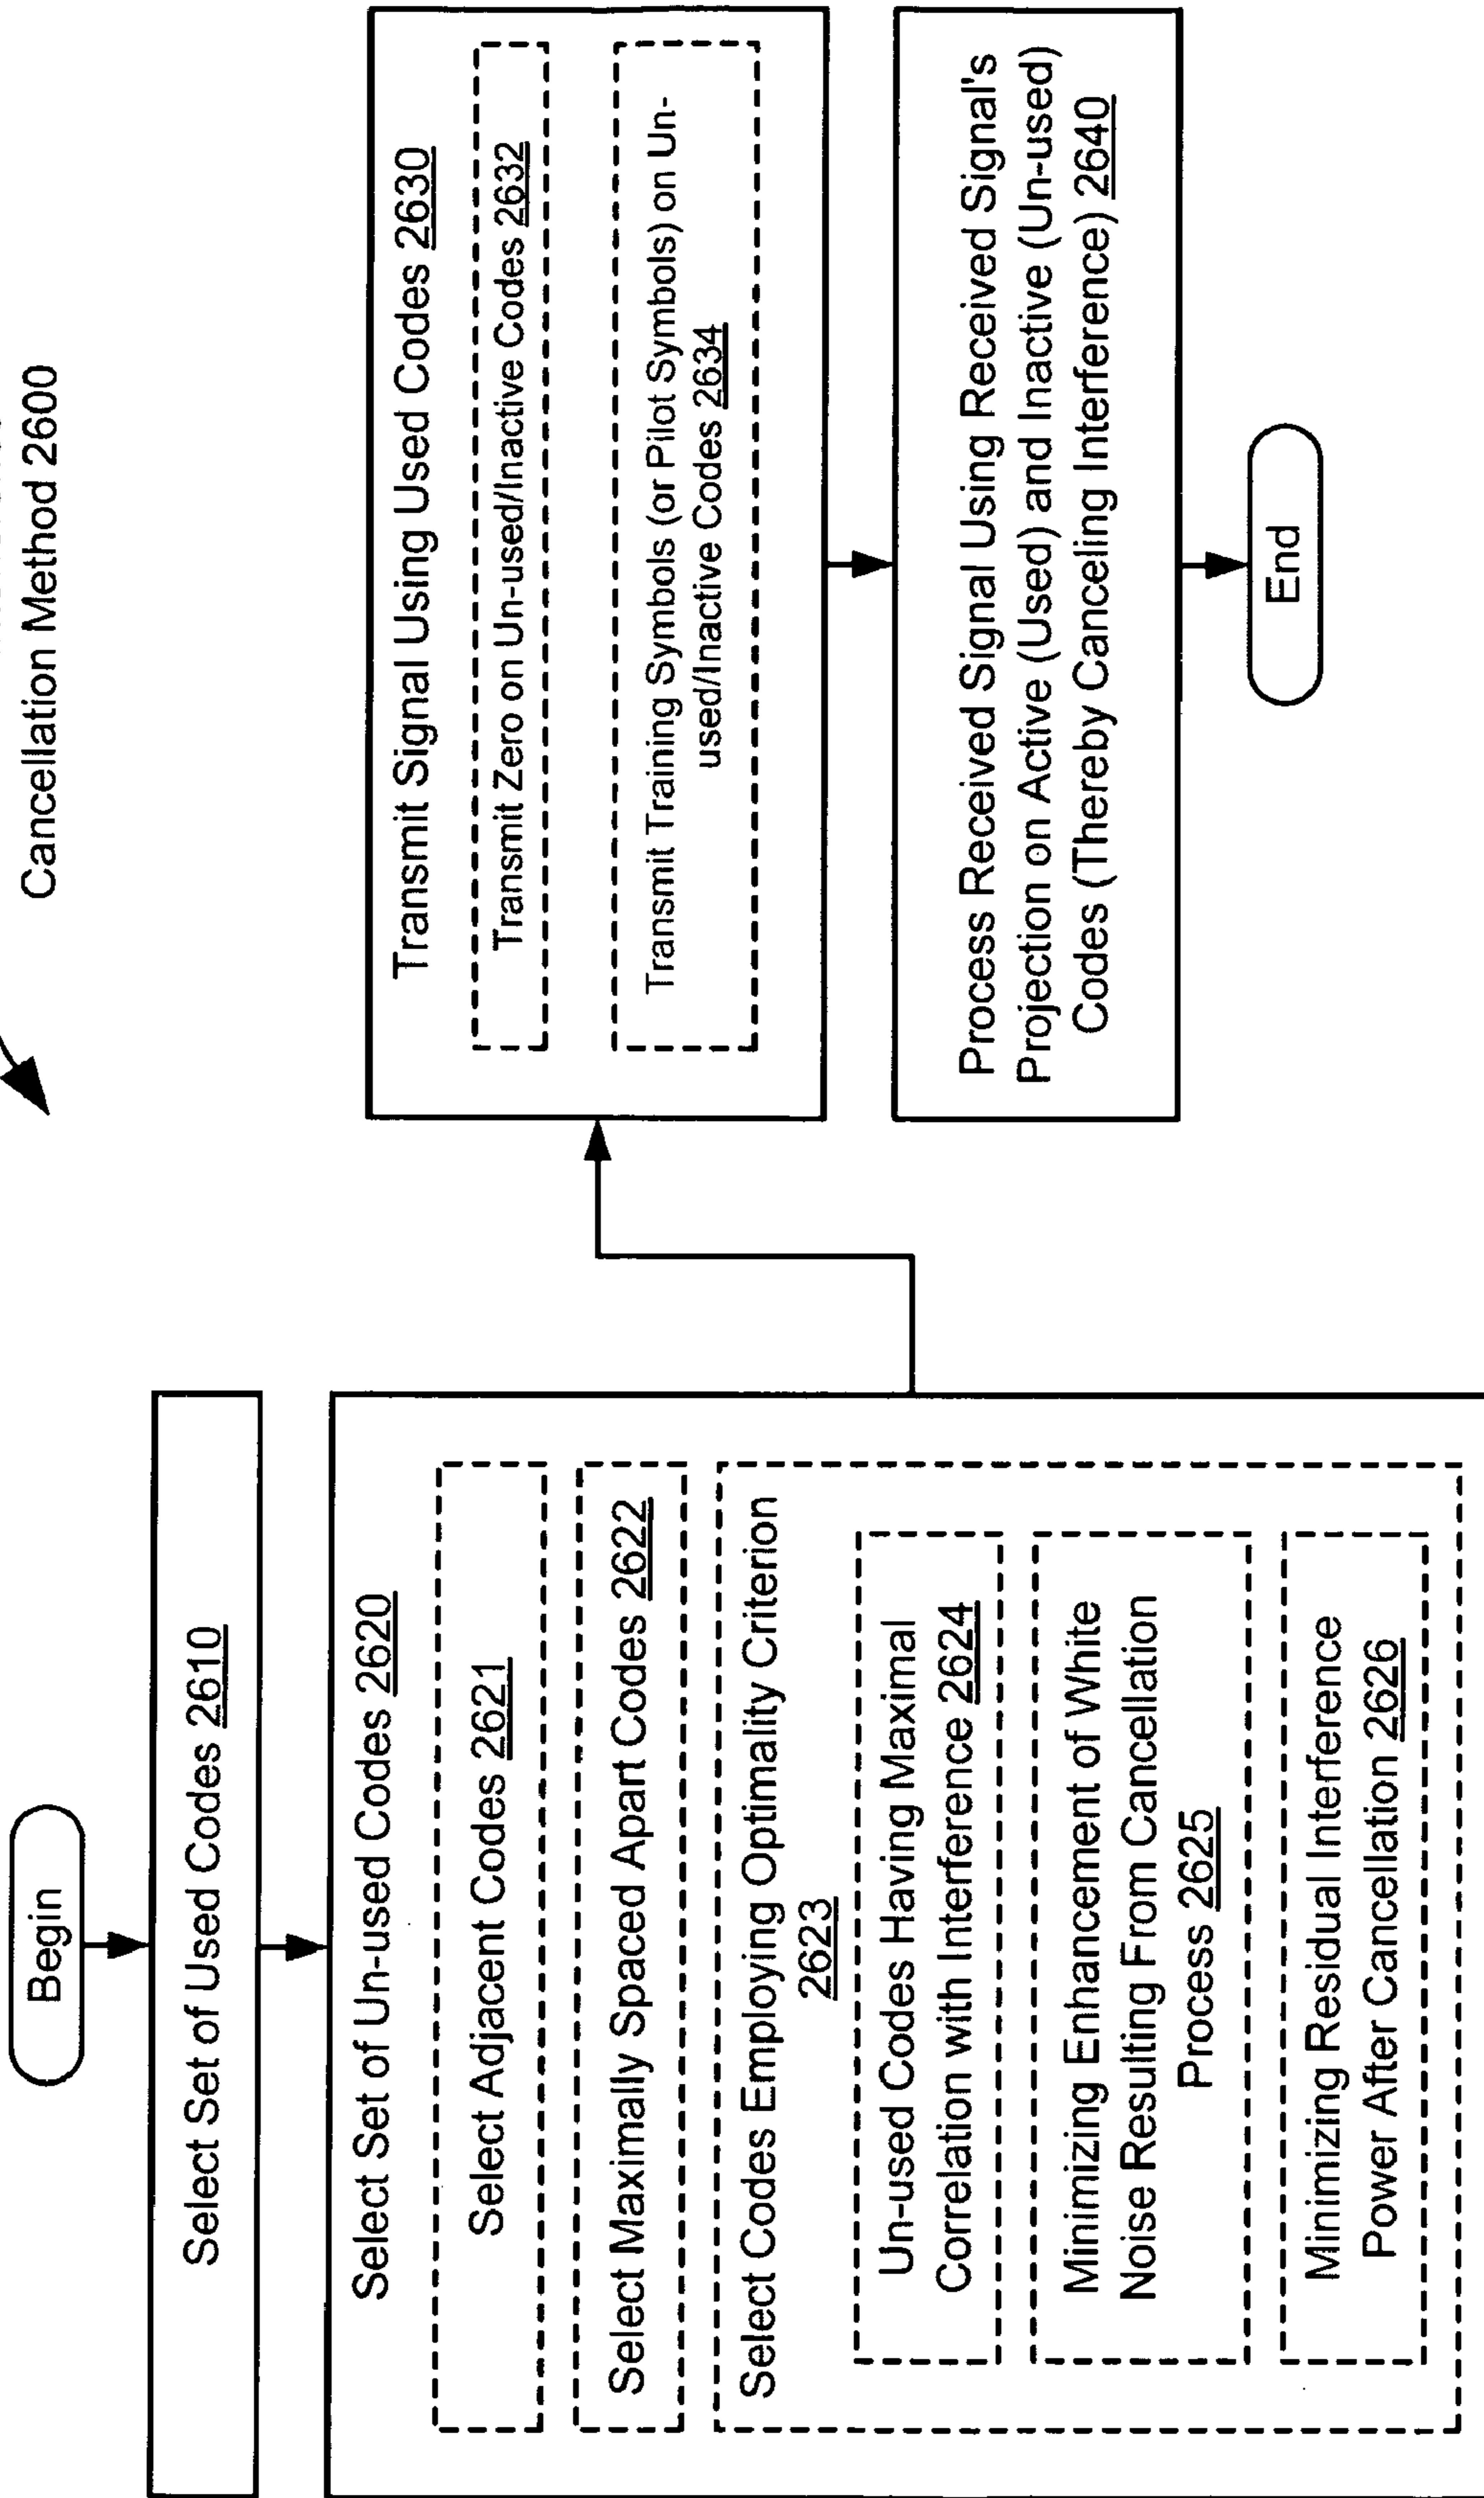 Cancellation Method 2600
Begin
Select Set of Used Codes 2610
Select Set of Un-used Codes 2620
Select Adjacent Codes 2621
Select Maximally Spaced Apart Codes 2622
Select Codes Employing Optimality Criterion
2623
Un-used Codes Having Maximal
Correlation with Interference 2624
Minimizing Enhancement of White
Noise Resulting From Cancellation
Process 2625
Minimizing Residual Interference
Power After Cancellation 2626
Transmit Signal Using Used Codes 2630
Transmit Zero on Un-used/Inactive Codes 2632
Transmit Training Symbols (or Pilot Symbols) on Un-
used/Inactive Codes 2634
Process Received Signal Using Received Signal's
Projection on Active (Used) and Inactive (Un-used)
Codes (Thereby Canceling Interference) 2640
End